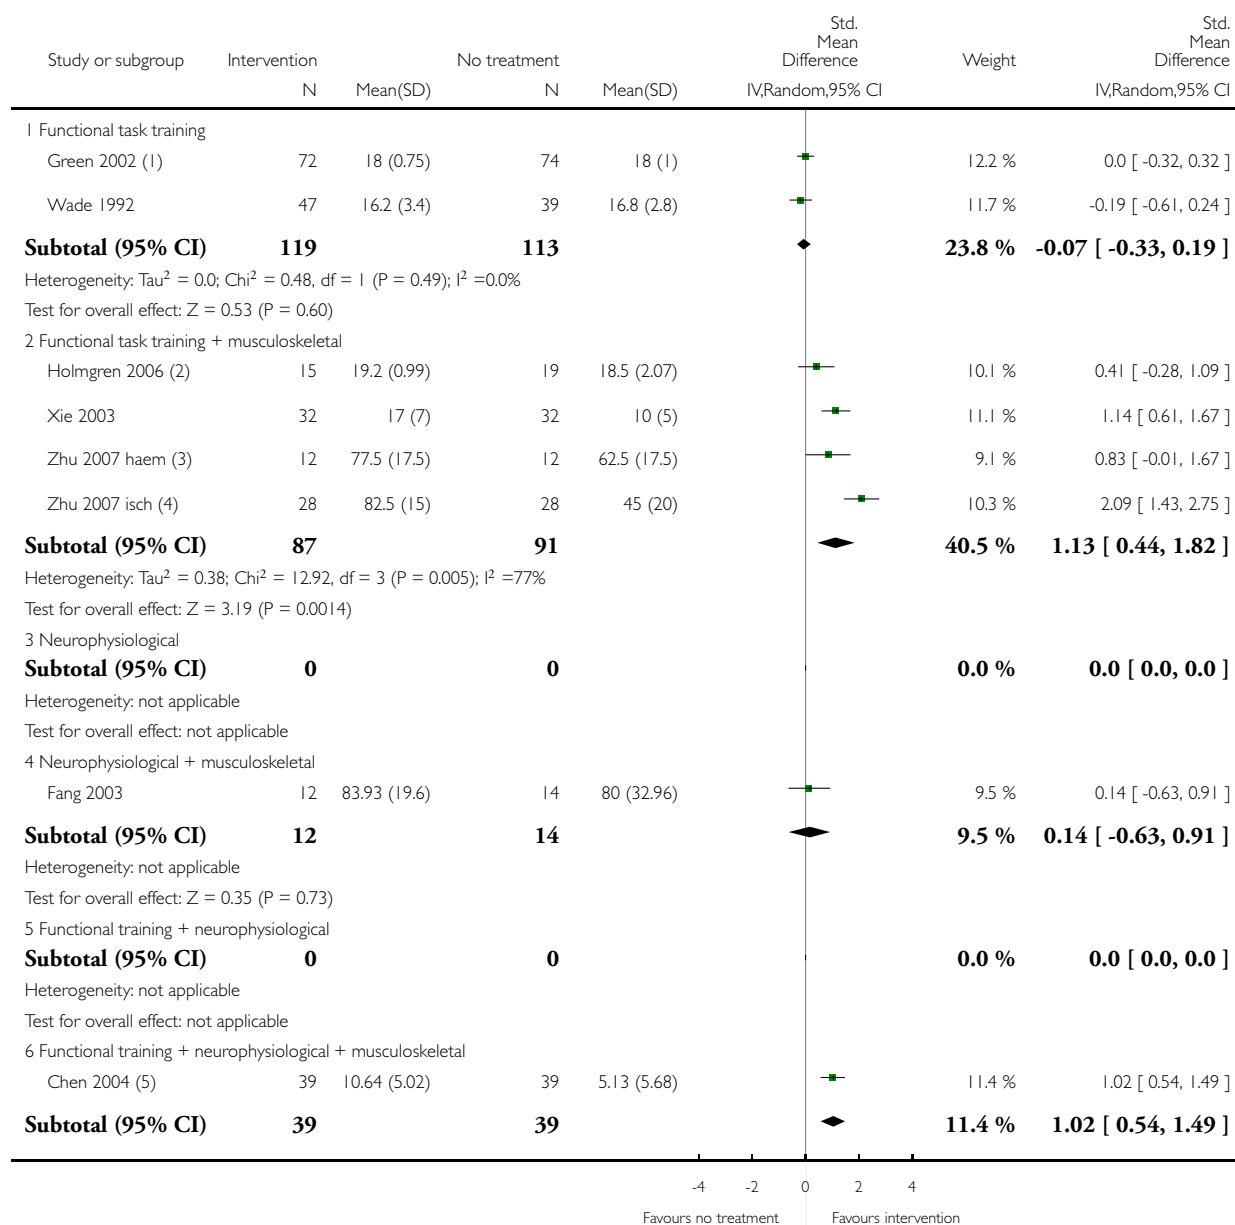 Std.
Mean
Difference
Std.
Mean
Difference
Study or subgroup Intervention No treatment Weight
N Mean(SD) N Mean(SD) IV,Random,95% CI IV,Random,95% CI
1 Functional task training
Green 2002 (1) 72 18 (0.75) 74 18 (1) 12.2 % 0.0 [ -0.32, 0.32 ]
Wade 1992 47 16.2 (3.4) 39 16.8 (2.8) 11.7 % -0.19 [ -0.61, 0.24 ]
Subtotal (95% CI) 119 113 23.8 % -0.07 [ -0.33, 0.19 ]
Heterogeneity: Tau² = 0.0; Chi² = 0.48, df = 1 (P = 0.49); I² =0.0%
Test for overall effect: Z = 0.53 (P = 0.60)
2 Functional task training + musculoskeletal
Holmgren 2006 (2) 15 19.2 (0.99) 19 18.5 (2.07) 10.1 % 0.41 [ -0.28, 1.09 ]
Xie 2003 32 17 (7) 32 10 (5) 11.1 % 1.14 [ 0.61, 1.67 ]
Zhu 2007 haem (3) 12 77.5 (17.5) 12 62.5 (17.5) 9.1 % 0.83 [ -0.01, 1.67 ]
Zhu 2007 isch (4) 28 82.5 (15) 28 45 (20) 10.3 % 2.09 [ 1.43, 2.75 ]
Subtotal (95% CI) 87 91 40.5 % 1.13 [ 0.44, 1.82 ]
Heterogeneity: Tau² = 0.38; Chi² = 12.92, df = 3 (P = 0.005); I² =77%
Test for overall effect: Z = 3.19 (P = 0.0014)
3 Neurophysiological
Subtotal (95% CI) 0 0 0.0 % 0.0 [ 0.0, 0.0 ]
Heterogeneity: not applicable
Test for overall effect: not applicable
4 Neurophysiological + musculoskeletal
Fang 2003 12 83.93 (19.6) 14 80 (32.96) 9.5 % 0.14 [ -0.63, 0.91 ]
Subtotal (95% CI) 12 14 9.5 % 0.14 [ -0.63, 0.91 ]
Heterogeneity: not applicable
Test for overall effect: Z = 0.35 (P = 0.73)
5 Functional training + neurophysiological
Subtotal (95% CI) 0 0 0.0 % 0.0 [ 0.0, 0.0 ]
Heterogeneity: not applicable
Test for overall effect: not applicable
6 Functional training + neurophysiological + musculoskeletal
Chen 2004 (5) 39 10.64 (5.02) 39 5.13 (5.68) 11.4 % 1.02 [ 0.54, 1.49 ]
Subtotal (95% CI) 39 39 11.4 % 1.02 [ 0.54, 1.49 ]
-4 -2 0 2 4
Favours no treatment Favours intervention